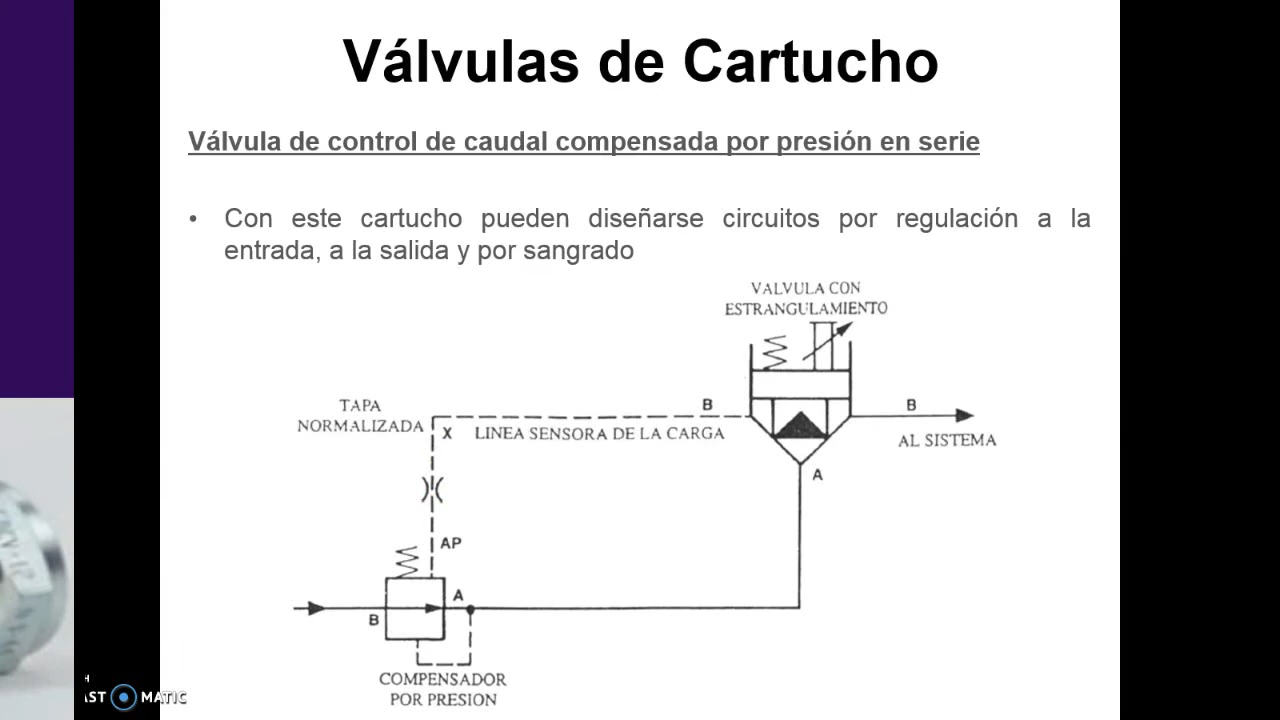 Válvulas de Cartucho
Válvula de control de caudal compensada por presión en serie
• Con este cartucho pueden diseñarse circuitos por regulación a la
entrada, a la salida y por sangrado
VALVULA CON
ESTRANGULAMIENTO
TAPA
NORMALIZADA
X
LINEA SENSORA DE LA CARGA
B
B
AL SISTEMA
A
AP
A
B
COMPENSADOR
POR PRESION
MATIC